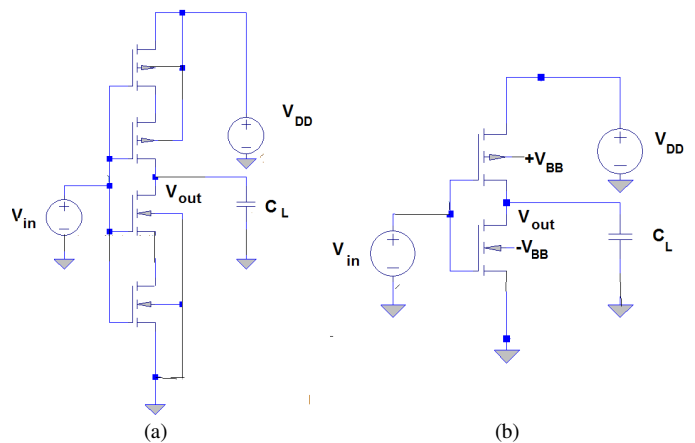 V_DD
V_in
V_out
C_L
+
−
+
−
(a)
+V_BB
-V_BB
V_DD
V_in
V_out
C_L
+
−
+
−
(b)